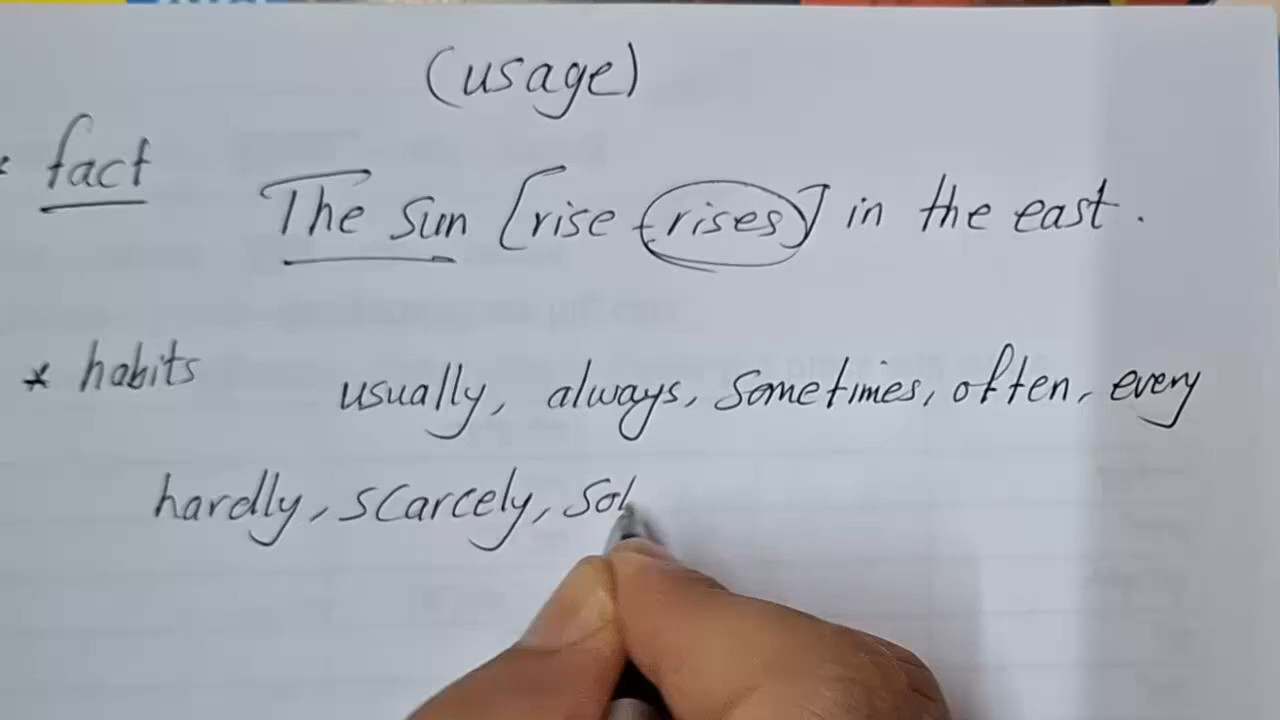 (usage)
* fact The Sun [rise - rises] in the east.
* habits usually, always, Sometimes, often, every
hardly, scarcely,